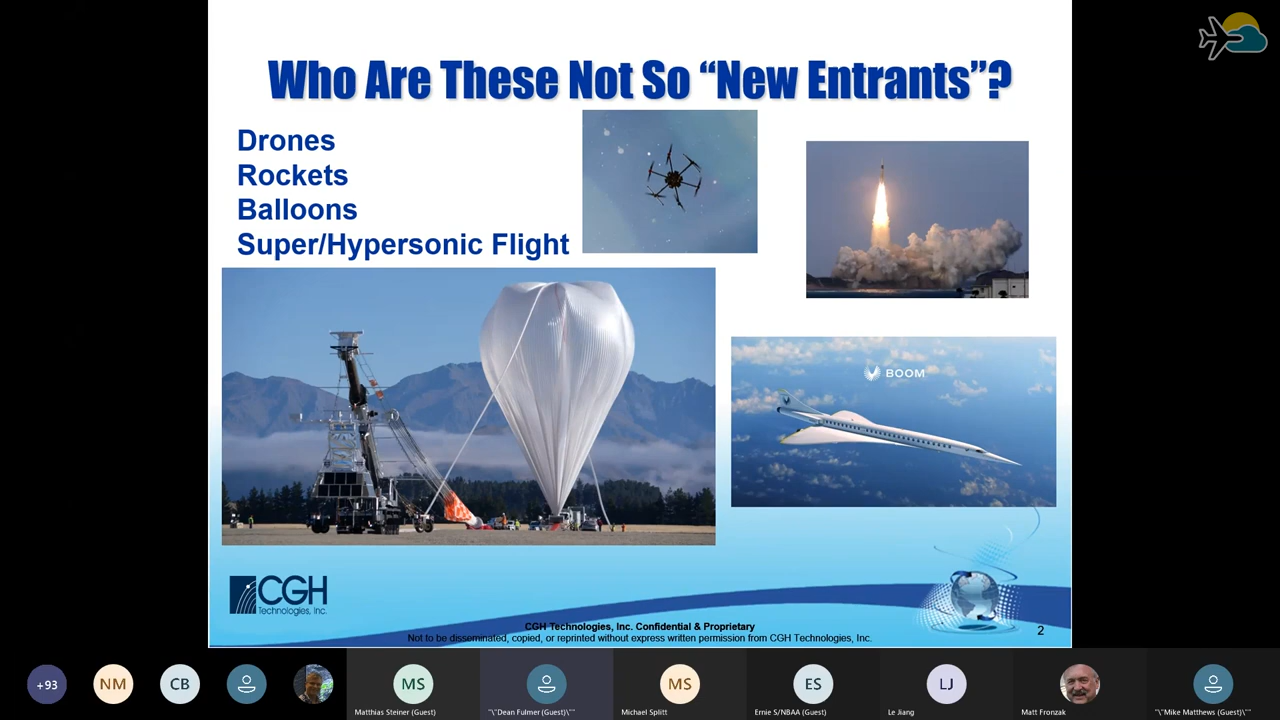 Who Are These Not So “New Entrants”?
Drones
Rockets
Balloons
Super/Hypersonic Flight
BOOM
CGH
Technologies, Inc.
CGH Technologies, Inc. Confidential & Proprietary
Not to be disseminated, copied, or reprinted without express written permission from CGH Technologies, Inc.
2
+93
NM
CB
MS
MS
ES
LJ
Matthias Steiner (Guest)
"\"Dean Fulmer (Guest)\""
Michael Splitt
Ernie S/NBAA (Guest)
Le Jiang
Matt Fronzak
"\"Mike Matthews (Guest)\""